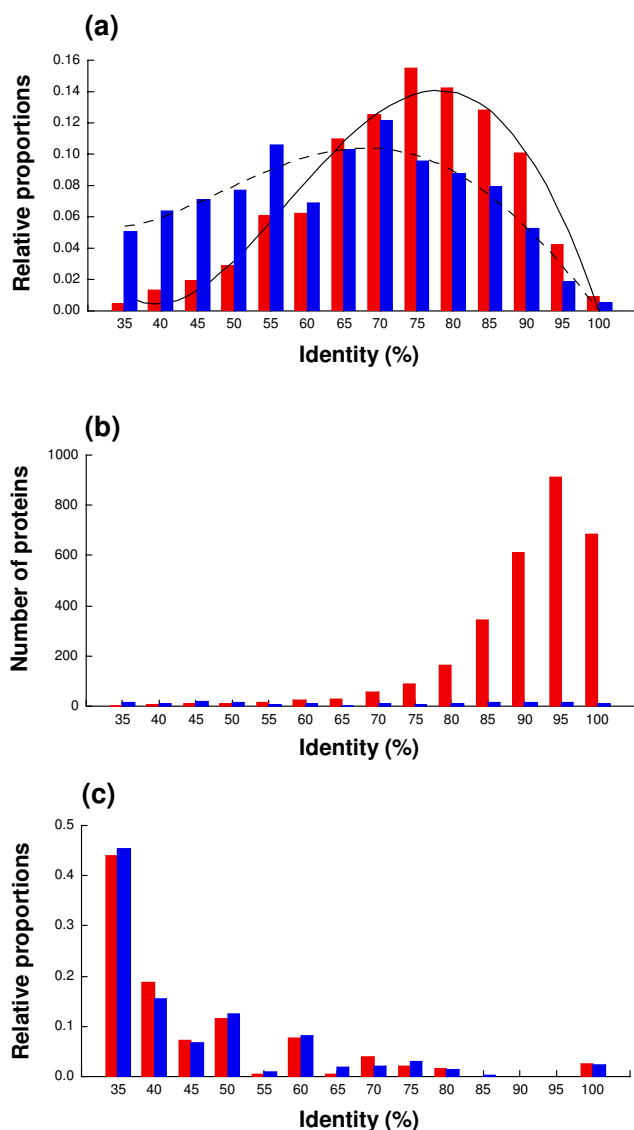 (a)
Relative proportions
0.16
0.14
0.12
0.10
0.08
0.06
0.04
0.02
0.00
35 40 45 50 55 60 65 70 75 80 85 90 95 100
Identity (%)
(b)
Number of proteins
1000
800
600
400
200
0
35 40 45 50 55 60 65 70 75 80 85 90 95 100
Identity (%)
(c)
Relative proportions
0.5
0.4
0.3
0.2
0.1
0.0
35 40 45 50 55 60 65 70 75 80 85 90 95 100
Identity (%)